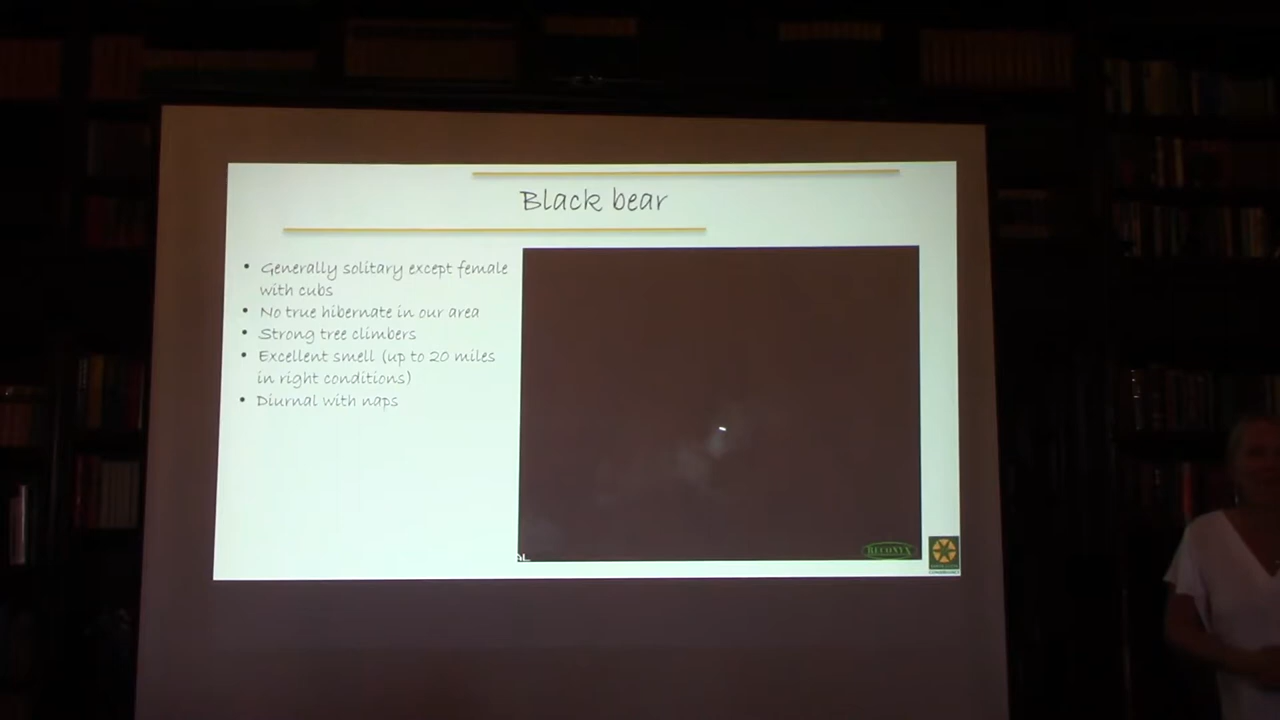 Black bear
• Generally solitary except female
with cubs
• No true hibernate in our area
• Strong tree climbers
• Excellent smell (up to 20 miles
in right conditions)
• Diurnal with naps
AL
RECONYX